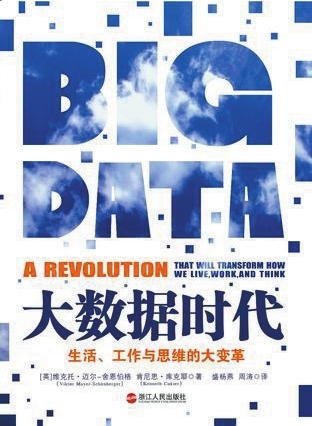 BIG
DATA
A REVOLUTION THAT WILL TRANSFORM HOW
WE LIVE,WORK,AND THINK
大数据时代
生活、工作与思维的大变革
[英]维克托·迈尔-舍恩伯格 肯尼思·库克耶◎著 盛杨燕 周涛◎译
(Viktor Mayer-Schönberger) (Kenneth Cukier)
浙江人民出版社